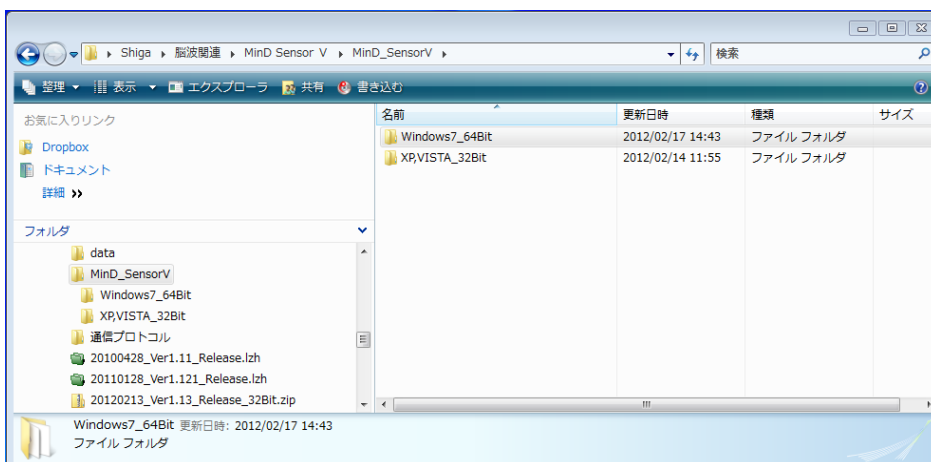 Shiga ▸ 脳波関連 ▸ MinD Sensor V ▸ MinD_SensorV ▸
検索
整理 表示 エクスプローラ 共有 書き込む
お気に入りリンク
Dropbox
ドキュメント
詳細 »
フォルダ
data
MinD_SensorV
Windows7_64Bit
XP,VISTA_32Bit
通信プロトコル
20100428_Ver1.11_Release.lzh
20110128_Ver1.121_Release.lzh
20120213_Ver1.13_Release_32Bit.zip
名前 更新日時 種類 サイズ
Windows7_64Bit 2012/02/17 14:43 ファイル フォルダ
XP,VISTA_32Bit 2012/02/14 11:55 ファイル フォルダ
Windows7_64Bit 更新日時: 2012/02/17 14:43
ファイル フォルダ